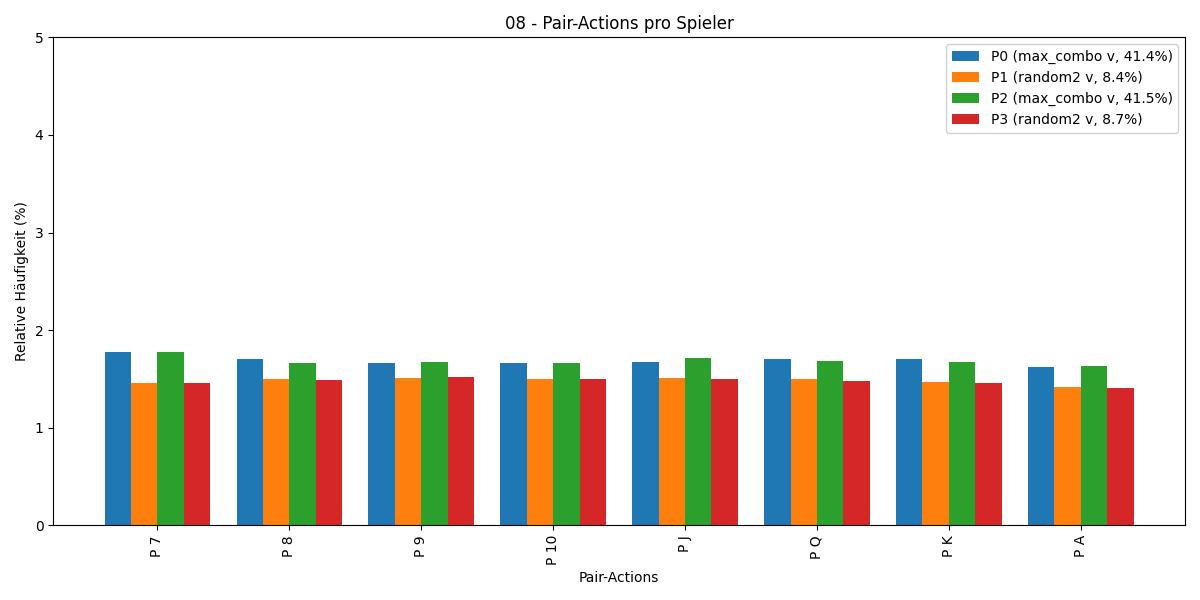 08 - Pair-Actions pro Spieler
P0 (max_combo v, 41.4%)
P1 (random2 v, 8.4%)
P2 (max_combo v, 41.5%)
P3 (random2 v, 8.7%)
Relative Häufigkeit (%)
5
4
3
2
1
0
P 7
P 8
P 9
P 10
P J
P Q
P K
P A
Pair-Actions